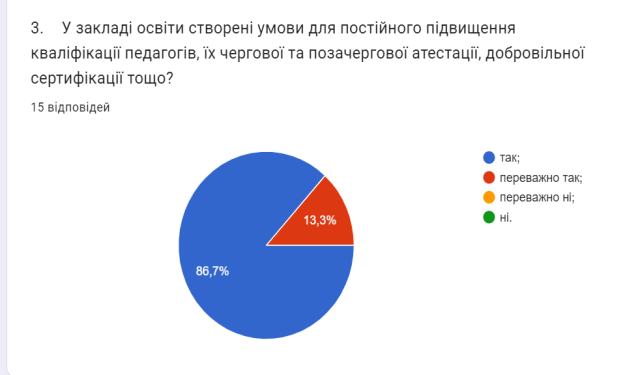 3. У закладі освіти створені умови для постійного підвищення
кваліфікації педагогів, їх чергової та позачергової атестації, добровільної
сертифікації тощо?
15 відповідей
так;
переважно так;
переважно ні;
ні.
13,3%
86,7%